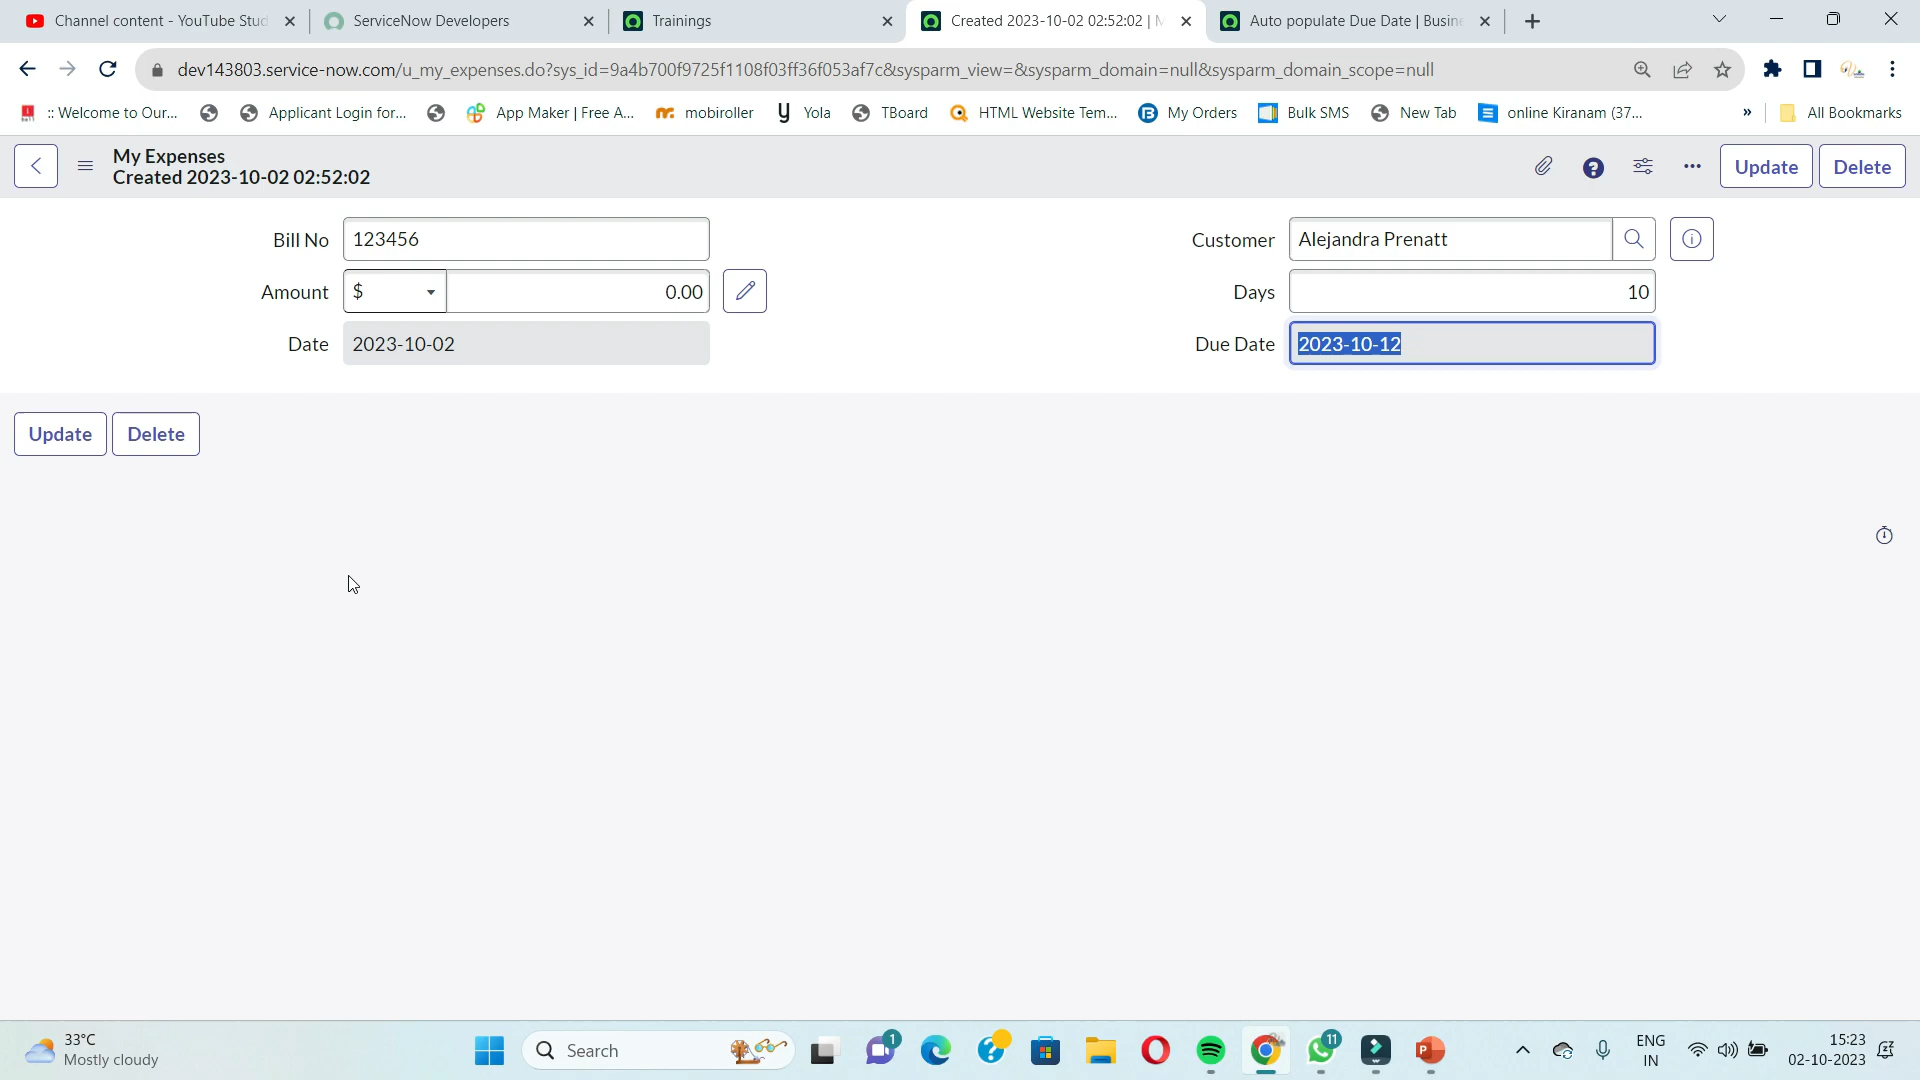 Channel content - YouTube Stud
ServiceNow Developers
Trainings
Created 2023-10-02 02:52:02 | M
Auto populate Due Date | Busine
dev143803.service-now.com/u_my_expenses.do?sys_id=9a4b700f9725f1108f03ff36f053af7c&sysparm_view=&sysparm_domain=null&sysparm_domain_scope=null
:: Welcome to Our...
Applicant Login for...
App Maker | Free A...
mobiroller
Yola
TBoard
HTML Website Tem...
My Orders
Bulk SMS
New Tab
online Kiranam (37...
»
All Bookmarks
My Expenses
Created 2023-10-02 02:52:02
Update
Delete
Bill No 123456
Customer Alejandra Prenatt
Amount $ 0.00
Days 10
Date 2023-10-02
Due Date 2023-10-12
Update
Delete
33°C
Mostly cloudy
Search
1
11
ENG
IN
15:23
02-10-2023